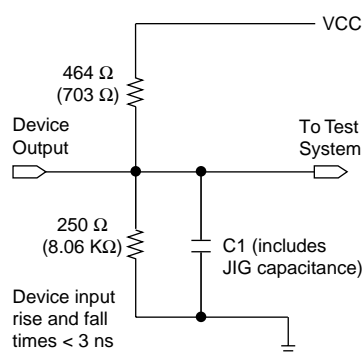 VCC
464 Ω
(703 Ω)
Device
Output
To Test
System
250 Ω
(8.06 KΩ)
C1 (includes
JIG capacitance)
Device input
rise and fall
times < 3 ns